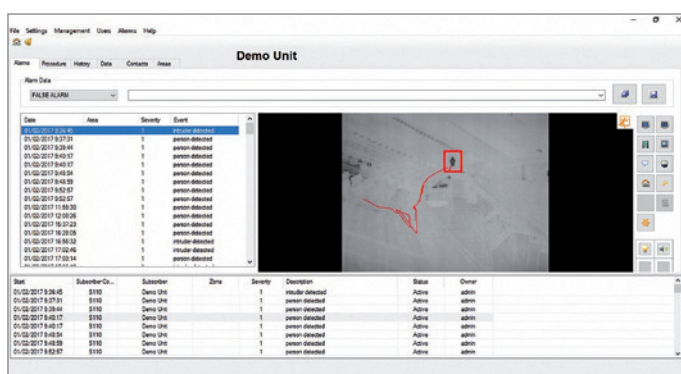 File Settings Management Users Alarms Help
Demo Unit
Alarms Procedure History Data Contacts Areas
Alarm Data
FALSE ALARM
Date Area Severity Event
01/02/2017 9:36:45 1 intruder detected
01/02/2017 9:37:31 1 person detected
01/02/2017 9:39:44 1 person detected
01/02/2017 9:40:17 1 person detected
01/02/2017 9:40:17 1 person detected
01/02/2017 9:48:54 1 person detected
01/02/2017 9:48:59 1 person detected
01/02/2017 9:52:57 1 person detected
01/02/2017 9:52:57 1 person detected
01/02/2017 11:59:30 1 person detected
01/02/2017 12:08:26 1 person detected
01/02/2017 15:37:23 1 person detected
01/02/2017 16:28:05 1 person detected
01/02/2017 16:56:32 1 intruder detected
01/02/2017 17:02:46 1 intruder detected
01/02/2017 17:03:14 1 person detected
Start Subscriber Co... Subscriber Zone Severity Description Status Owner
01/02/2017 9:36:45 5110 Demo Unit 1 intruder detected Active admin
01/02/2017 9:37:31 5110 Demo Unit 1 person detected Active admin
01/02/2017 9:39:44 5110 Demo Unit 1 person detected Active admin
01/02/2017 9:40:17 5110 Demo Unit 1 person detected Active admin
01/02/2017 9:40:17 5110 Demo Unit 1 person detected Active admin
01/02/2017 9:48:54 5110 Demo Unit 1 person detected Active admin
01/02/2017 9:48:59 5110 Demo Unit 1 person detected Active admin
01/02/2017 9:52:57 5110 Demo Unit 1 person detected Active admin